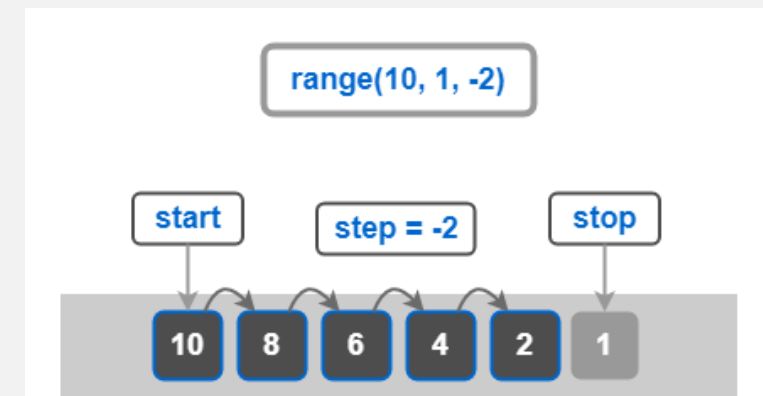 range(10, 1, -2)
start
step = -2
stop
10 8 6 4 2 1